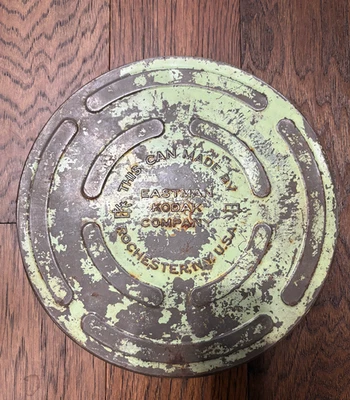 THIS CAN MADE BY
EASTMAN
KODAK
COMPANY
ROCHESTER, N.Y. U.S.A.